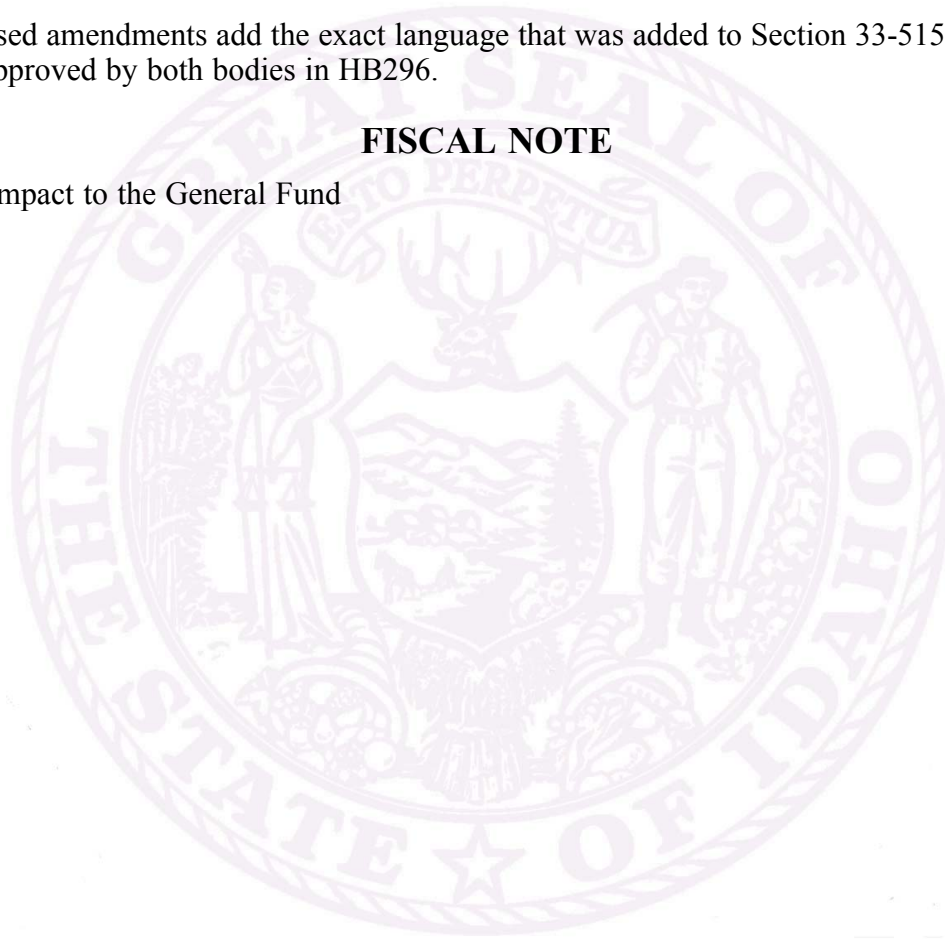 sed amendments add the exact language that was added to Section 33-515
pproved by both bodies in HB296.
FISCAL NOTE
mpact to the General Fund
GREAT SEAL OF
THE STATE OF IDAHO
ESTO PERPETUA